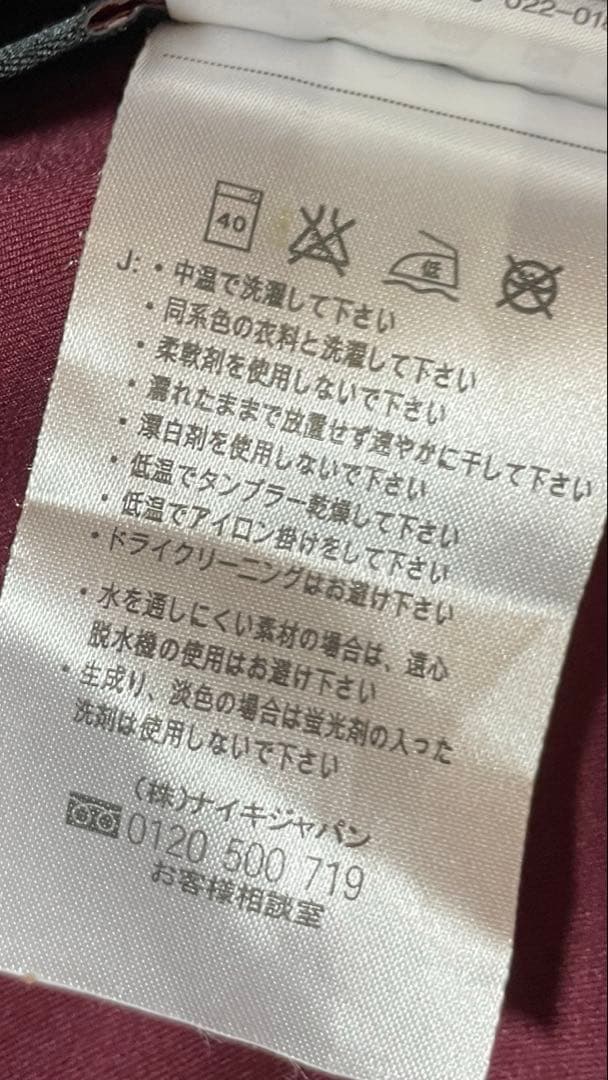 022-018
40
低
J: ・中温で洗濯して下さい
・同系色の衣料と洗濯して下さい
・柔軟剤を使用しないで下さい
・濡れたままで放置せず速やかに干して下さい
・漂白剤を使用しないで下さい
・低温でタンブラー乾燥して下さい
・低温でアイロン掛けをして下さい
・ドライクリーニングはお避け下さい
・水を通しにくい素材の場合は、遠心
脱水機の使用はお避け下さい
・生成り、淡色の場合は蛍光剤の入った
洗剤は使用しないで下さい
(株)ナイキジャパン
0120 500 719
お客様相談室